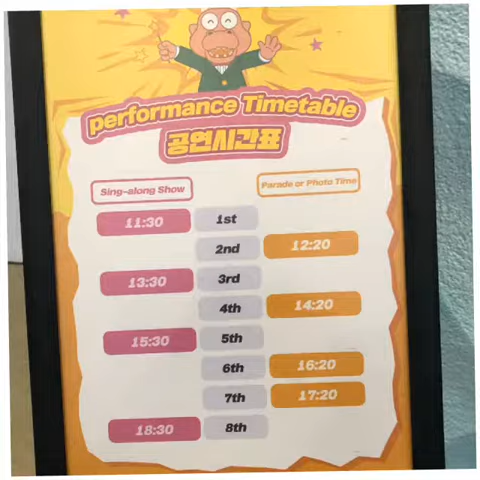 performance Timetable
공연시간표
Sing-along Show
Parade or Photo Time
11:30 1st
2nd 12:20
13:30 3rd
4th 14:20
15:30 5th
6th 16:20
7th 17:20
18:30 8th